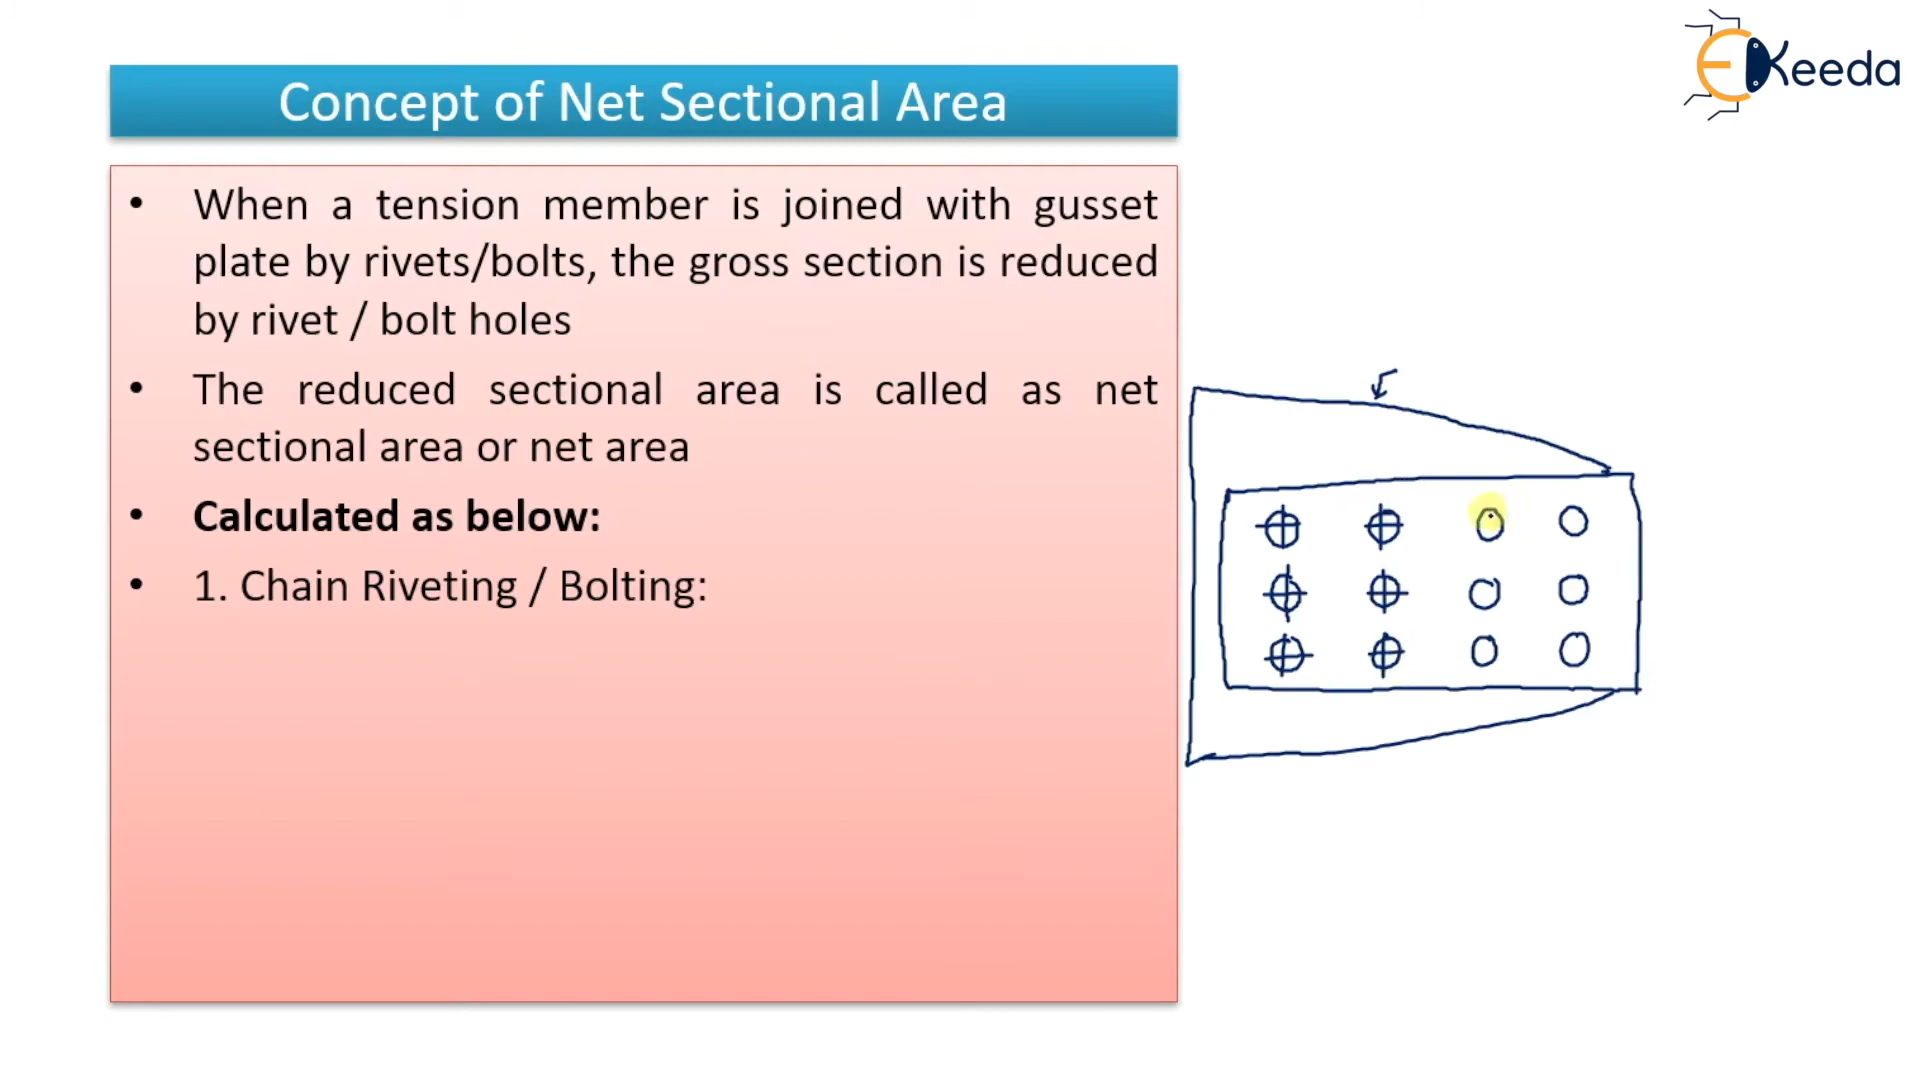 Keeda
Concept of Net Sectional Area
• When a tension member is joined with gusset
plate by rivets/bolts, the gross section is reduced
by rivet / bolt holes
• The reduced sectional area is called as net
sectional area or net area
• Calculated as below:
• 1. Chain Riveting / Bolting: